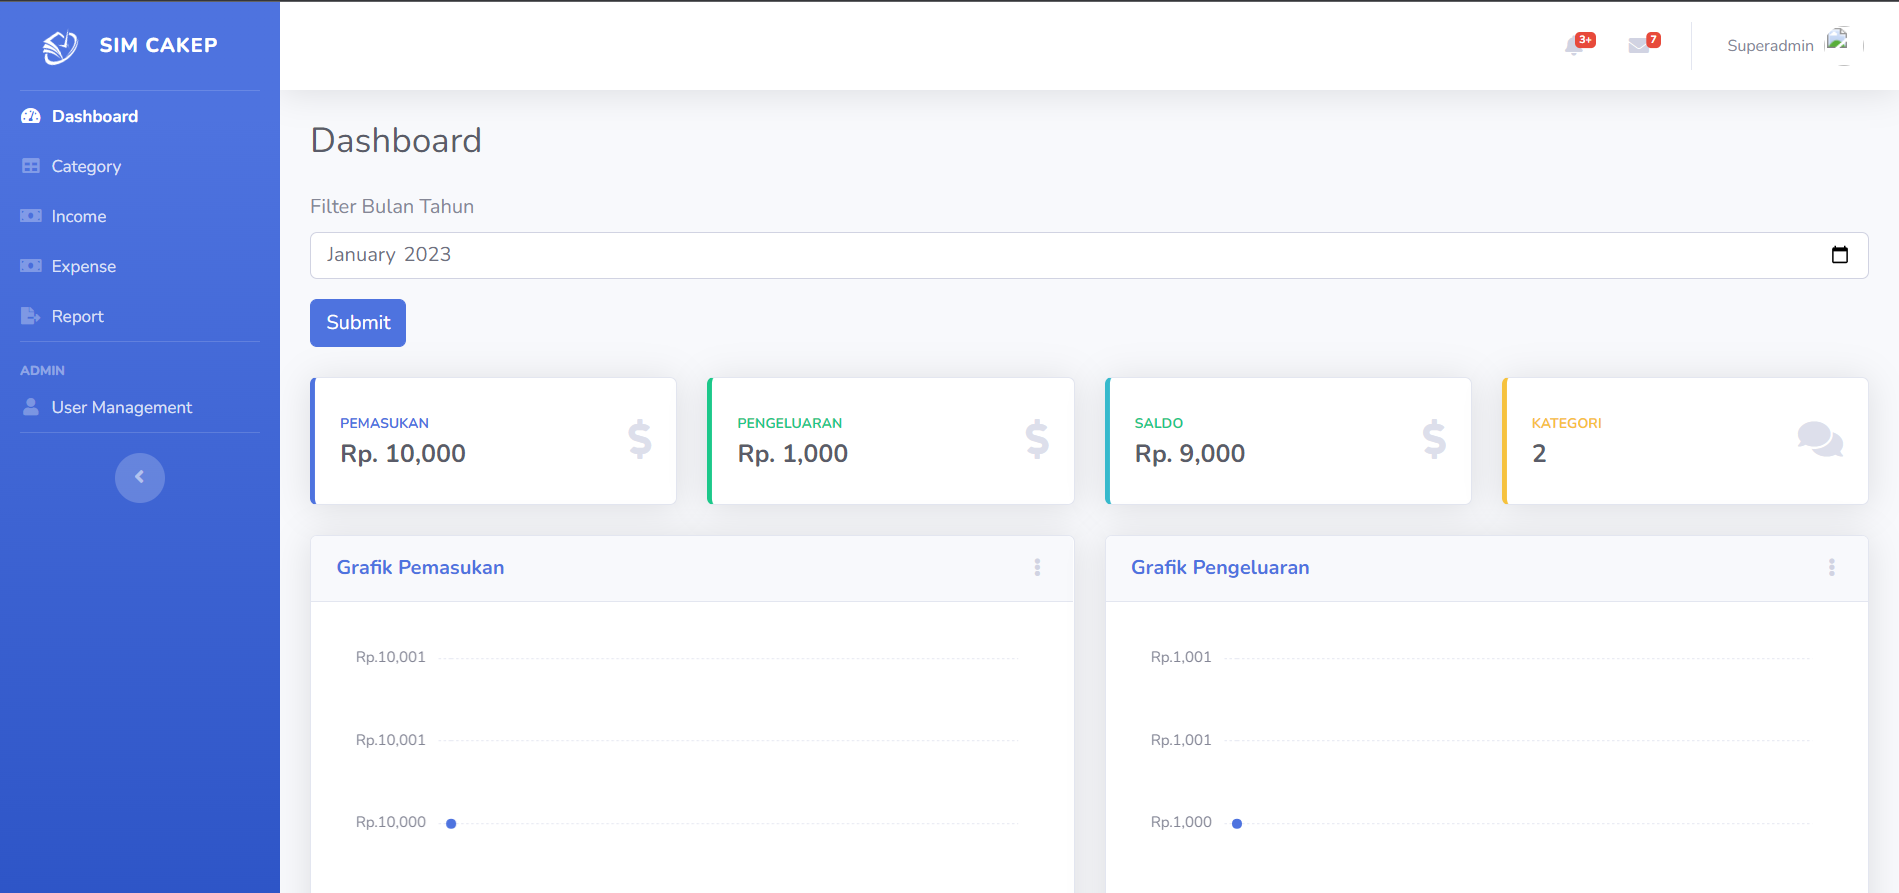 SIM CAKEP
Dashboard
Category
Income
Expense
Report
ADMIN
User Management
3+
7
Superadmin
Dashboard
Filter Bulan Tahun
January 2023
Submit
PEMASUKAN
Rp. 10,000
PENGELUARAN
Rp. 1,000
SALDO
Rp. 9,000
KATEGORI
2
Grafik Pemasukan
Rp.10,001
Rp.10,001
Rp.10,000
Grafik Pengeluaran
Rp.1,001
Rp.1,001
Rp.1,000